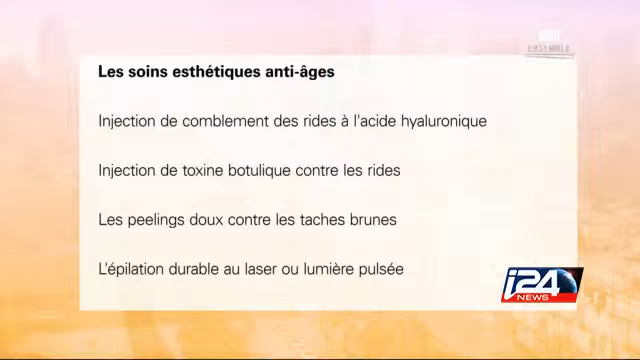 ENSEMBLE
Les soins esthétiques anti-âges
Injection de comblement des rides à l'acide hyaluronique
Injection de toxine botulique contre les rides
Les peelings doux contre les taches brunes
L'épilation durable au laser ou lumière pulsée
i24
NEWS